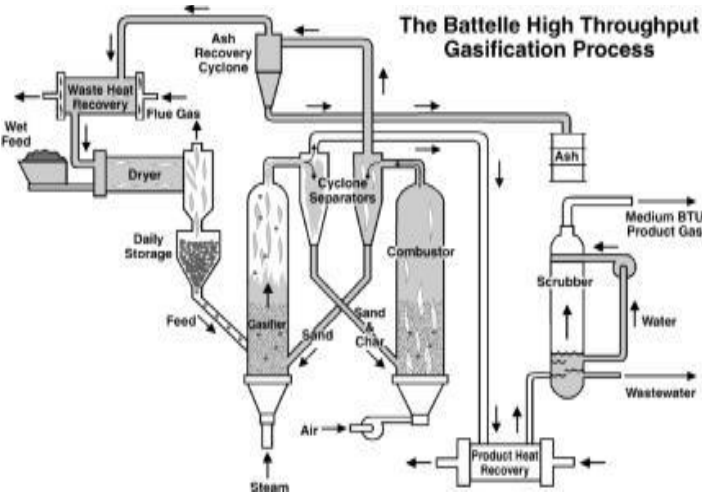 The Battelle High Throughput
Gasification Process
Ash
Recovery
Cyclone
Waste Heat
Recovery
Flue Gas
Wet
Feed
Dryer
Ash
Cyclone
Separators
Medium BTU
Product Gas
Daily
Storage
Combustor
Scrubber
Feed
Gasifier
Sand
Sand
&
Char
Water
Wastewater
Air
Product Heat
Recovery
Steam